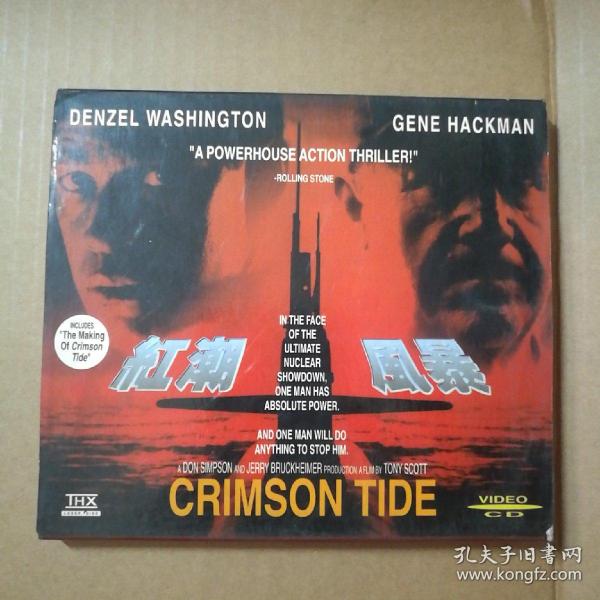 DENZEL WASHINGTON
GENE HACKMAN
"A POWERHOUSE ACTION THRILLER!"
-ROLLING STONE
INCLUDES
"The Making
Of Crimson
Tide"
紅潮 風暴
IN THE FACE
OF THE
ULTIMATE
NUCLEAR
SHOWDOWN,
ONE MAN HAS
ABSOLUTE POWER.
AND ONE MAN WILL DO
ANYTHING TO STOP HIM.
A DON SIMPSON AND JERRY BRUCKHEIMER PRODUCTION A FILM BY TONY SCOTT
CRIMSON TIDE
THX
LASER DISC
VIDEO
CD
孔夫子旧書网
www.kongfz.com